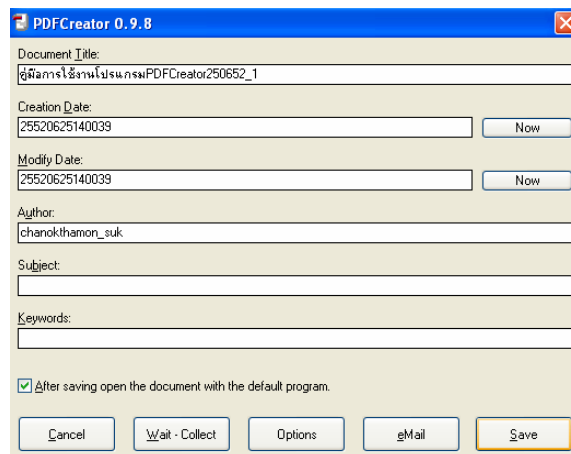 PDFCreator 0.9.8
Document Title:
คู่มือการใช้งานโปรแกรมPDFCreator250652_1
Creation Date:
25520625140039
Now
Modify Date:
25520625140039
Now
Author:
chanokthamon_suk
Subject:
Keywords:
After saving open the document with the default program.
Cancel
Wait - Collect
Options
eMail
Save